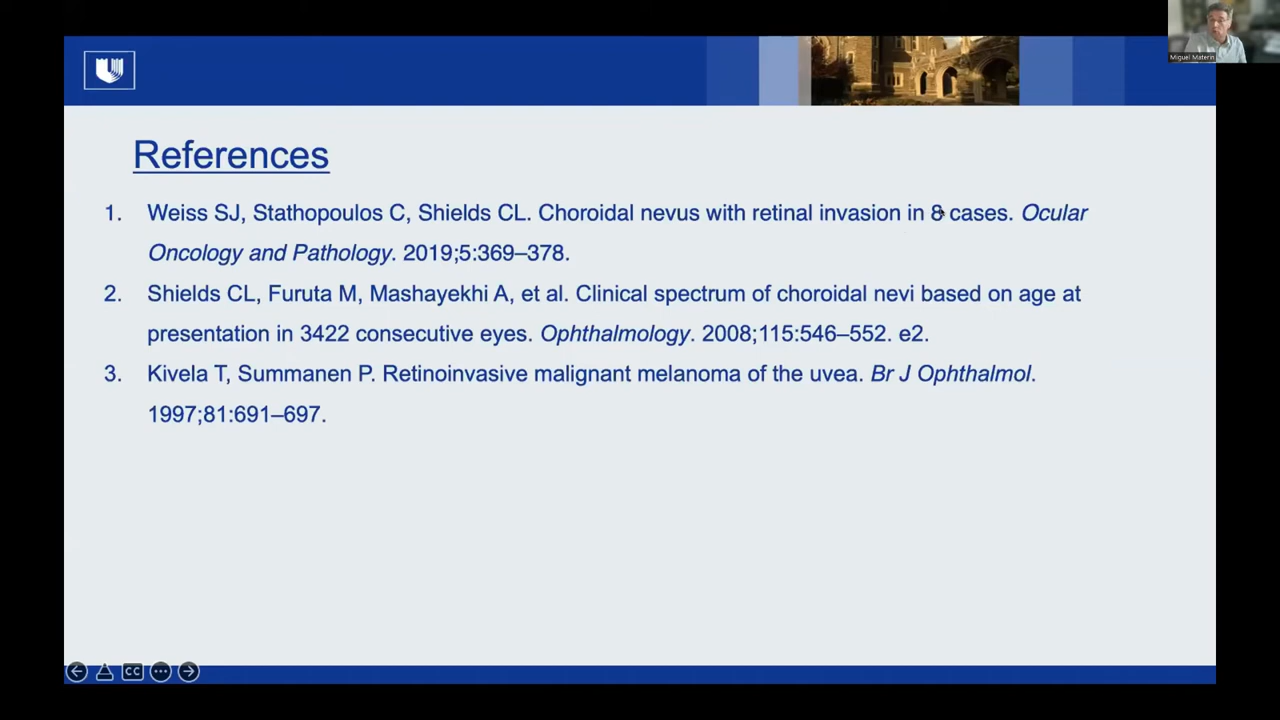 Miguel Materin
References
1. Weiss SJ, Stathopoulos C, Shields CL. Choroidal nevus with retinal invasion in 8 cases. Ocular
Oncology and Pathology. 2019;5:369–378.
2. Shields CL, Furuta M, Mashayekhi A, et al. Clinical spectrum of choroidal nevi based on age at
presentation in 3422 consecutive eyes. Ophthalmology. 2008;115:546–552. e2.
3. Kivela T, Summanen P. Retinoinvasive malignant melanoma of the uvea. Br J Ophthalmol.
1997;81:691–697.
CC